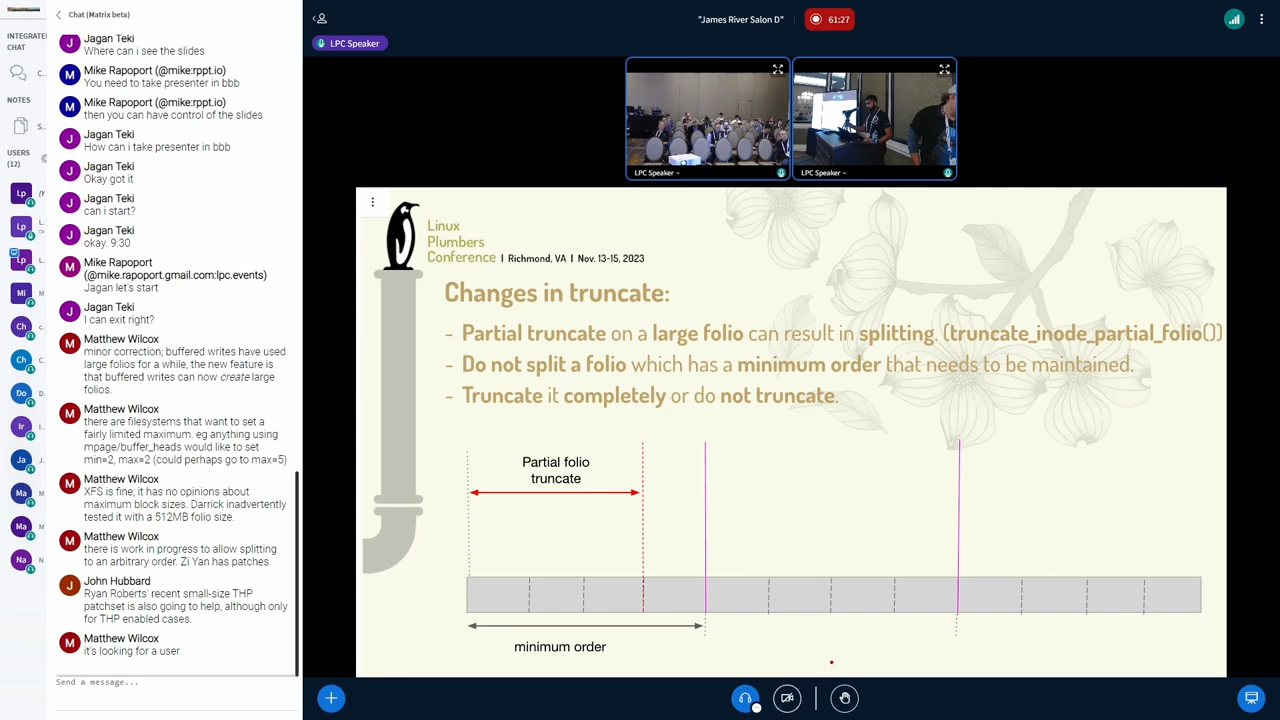 Chat (Matrix beta)
INTEGRATE
CHAT
C..
NOTES
S..
USERS
(12)
Lp
Lp
Lp
Mi
Ch
Ch
Do
Ir
Ja
Ma
Ma
Na
Jagan Teki
Where can i see the slides
Mike Rapoport (@mike:rppt.io)
You need to take presenter in bbb
Mike Rapoport (@mike:rppt.io)
then you can have control of the slides
Jagan Teki
How can i take presenter in bbb
Jagan Teki
Okay got it
Jagan Teki
can i start?
Jagan Teki
okay. 9:30
Mike Rapoport
(@mike.rapoport.gmail.com:lpc.events)
Jagan let's start
Jagan Teki
I can exit right?
Matthew Wilcox
minor correction; buffered writes have used
large folios for a while, the new feature is
that buffered writes can now create large
folios.
Matthew Wilcox
there are filesystems that want to set a
fairly limited maximum. eg anything using
mpage/buffer_heads would like to set
min=2, max=2 (could perhaps go to max=5)
Matthew Wilcox
XFS is fine; it has no opinions about
maximum block sizes. Darrick inadvertently
tested it with a 512MB folio size.
Matthew Wilcox
there is work in progress to allow splitting
to an arbitrary order. Zi Yan has patches
John Hubbard
Ryan Roberts' recent small-size THP
patchset is also going to help, although only
for THP enabled cases.
Matthew Wilcox
it's looking for a user
Send a message...
"James River Salon D"
61:27
LPC Speaker
LPC Speaker
LPC Speaker
Linux
Plumbers
Conference | Richmond, VA | Nov. 13-15, 2023
Changes in truncate:
- Partial truncate on a large folio can result in splitting. (truncate_inode_partial_folio())
- Do not split a folio which has a minimum order that needs to be maintained.
- Truncate it completely or do not truncate.
Partial folio
truncate
minimum order